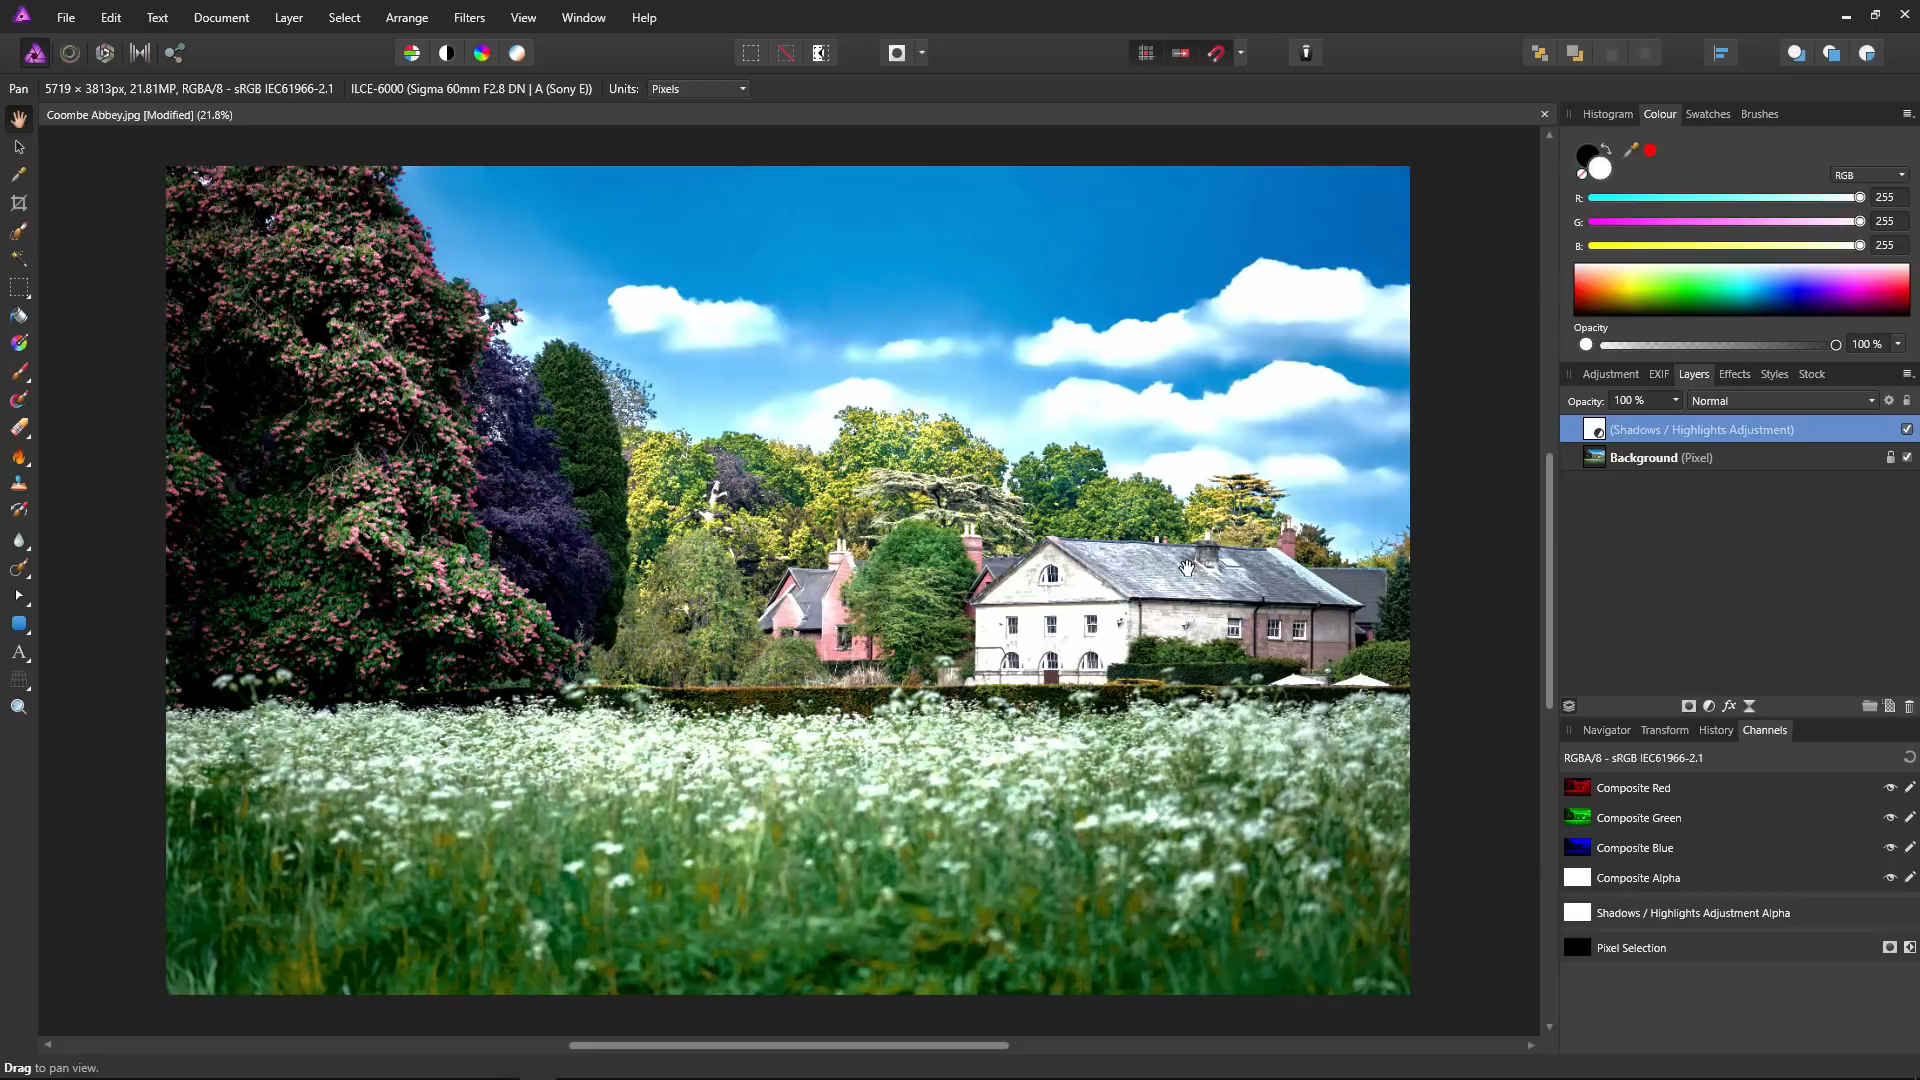 File Edit Text Document Layer Select Arrange Filters View Window Help
Pan 5719 × 3813px, 21.81MP, RGBA/8 - sRGB IEC61966-2.1 ILCE-6000 (Sigma 60mm F2.8 DN | A (Sony E)) Units: Pixels
Coombe Abbey.jpg [Modified] (21.8%)
Histogram Colour Swatches Brushes
RGB
R: 255
G: 255
B: 255
Opacity
100 %
Adjustment EXIF Layers Effects Styles Stock
Opacity: 100 % Normal
(Shadows / Highlights Adjustment)
Background (Pixel)
fx
Navigator Transform History Channels
RGBA/8 - sRGB IEC61966-2.1
Composite Red
Composite Green
Composite Blue
Composite Alpha
Shadows / Highlights Adjustment Alpha
Pixel Selection
A
Drag to pan view.